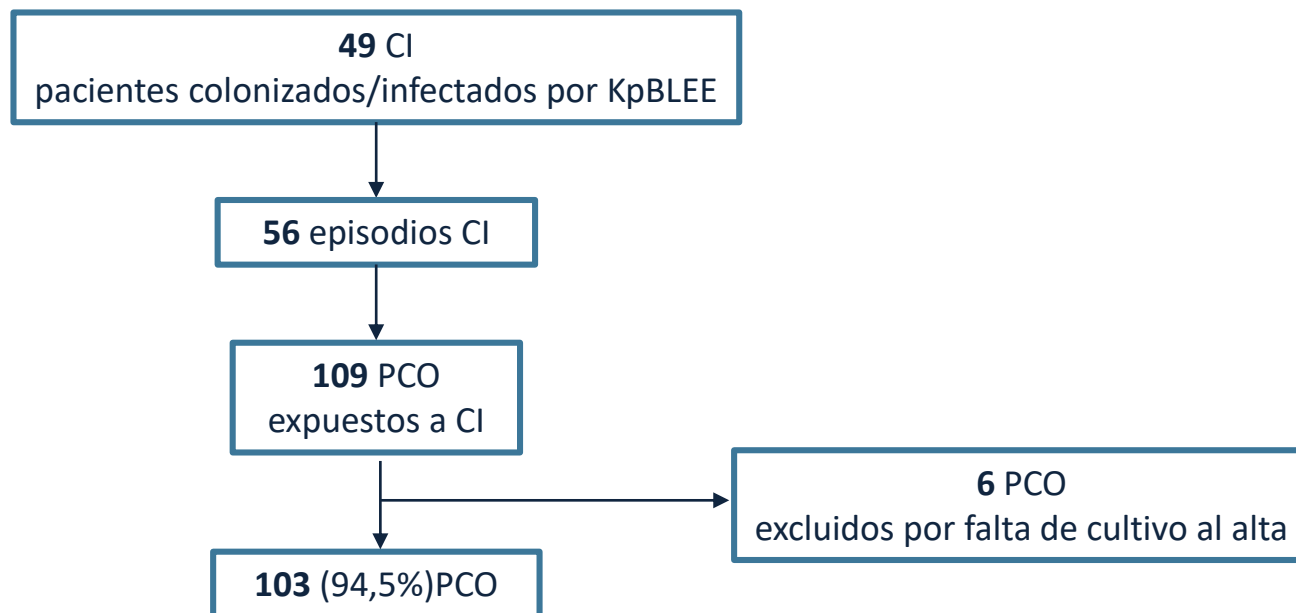 49 CI
pacientes colonizados/infectados por KpBLEE
56 episodios CI
109 PCO
expuestos a CI
6 PCO
excluidos por falta de cultivo al alta
103 (94,5%)PCO